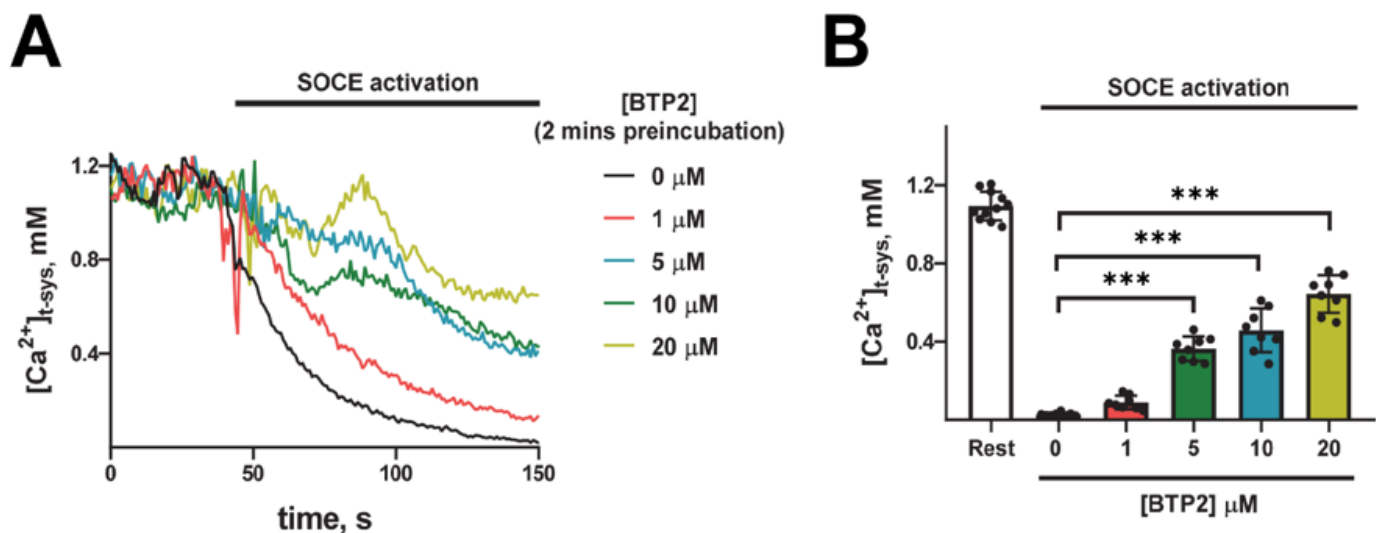 A
SOCE activation
[BTP2]
(2 mins preincubation)
0 μM
1 μM
5 μM
10 μM
20 μM
[Ca²⁺]t-sys, mM
1.2
0.8
0.4
0
50
100
150
time, s
B
SOCE activation
***
***
***
[Ca²⁺]t-sys, mM
1.2
0.8
0.4
Rest
0
1
5
10
20
[BTP2] μM